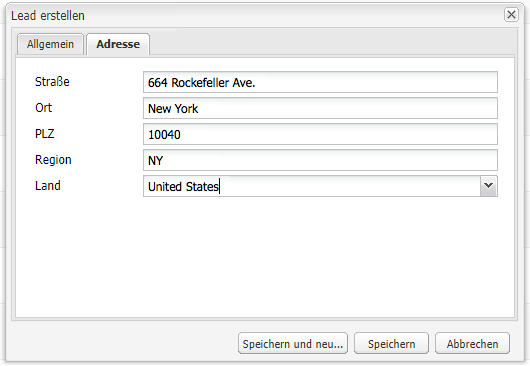 Lead erstellen
Allgemein Adresse
Straße 664 Rockefeller Ave.
Ort New York
PLZ 10040
Region NY
Land United States
Speichern und neu... Speichern Abbrechen